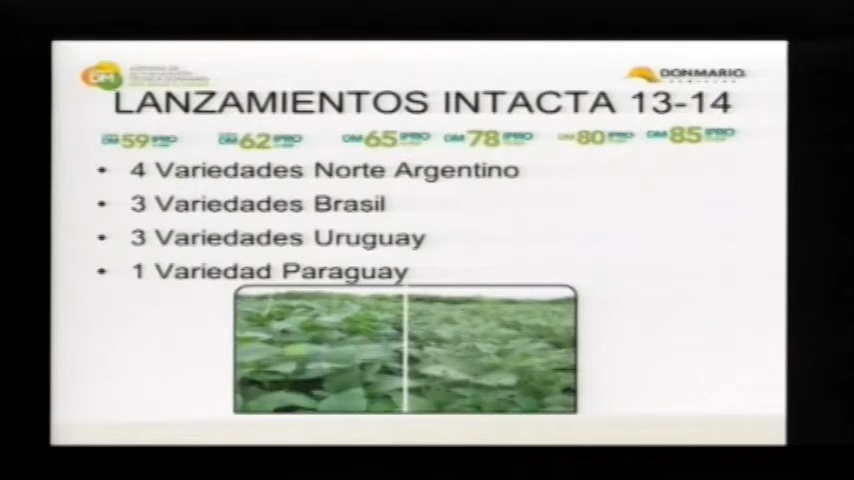 DM
DONMARIO
LANZAMIENTOS INTACTA 13-14
DM 59 IPRO DM 62 IPRO DM 65 IPRO DM 78 IPRO DM 80 IPRO DM 85 IPRO
• 4 Variedades Norte Argentino
• 3 Variedades Brasil
• 3 Variedades Uruguay
• 1 Variedad Paraguay